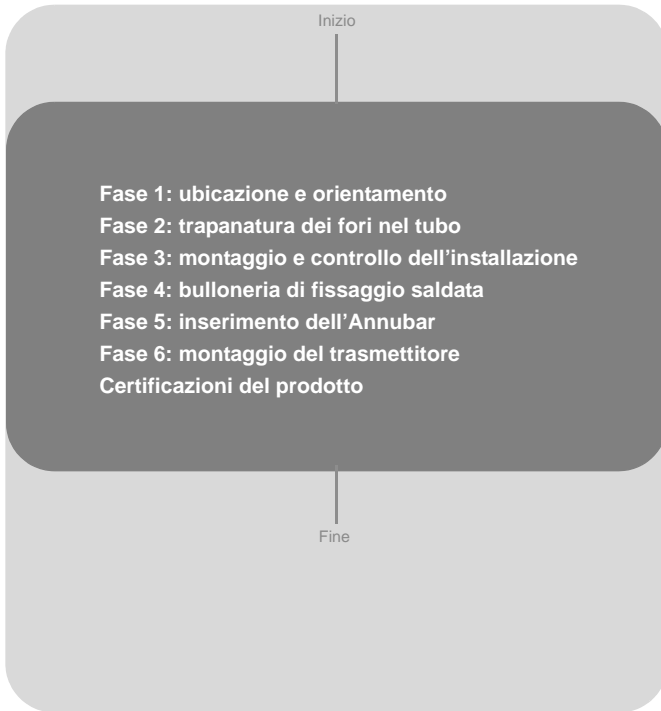 Inizio
Fase 1: ubicazione e orientamento
Fase 2: trapanatura dei fori nel tubo
Fase 3: montaggio e controllo dell’installazione
Fase 4: bulloneria di fissaggio saldata
Fase 5: inserimento dell’Annubar
Fase 6: montaggio del trasmettitore
Certificazioni del prodotto
Fine